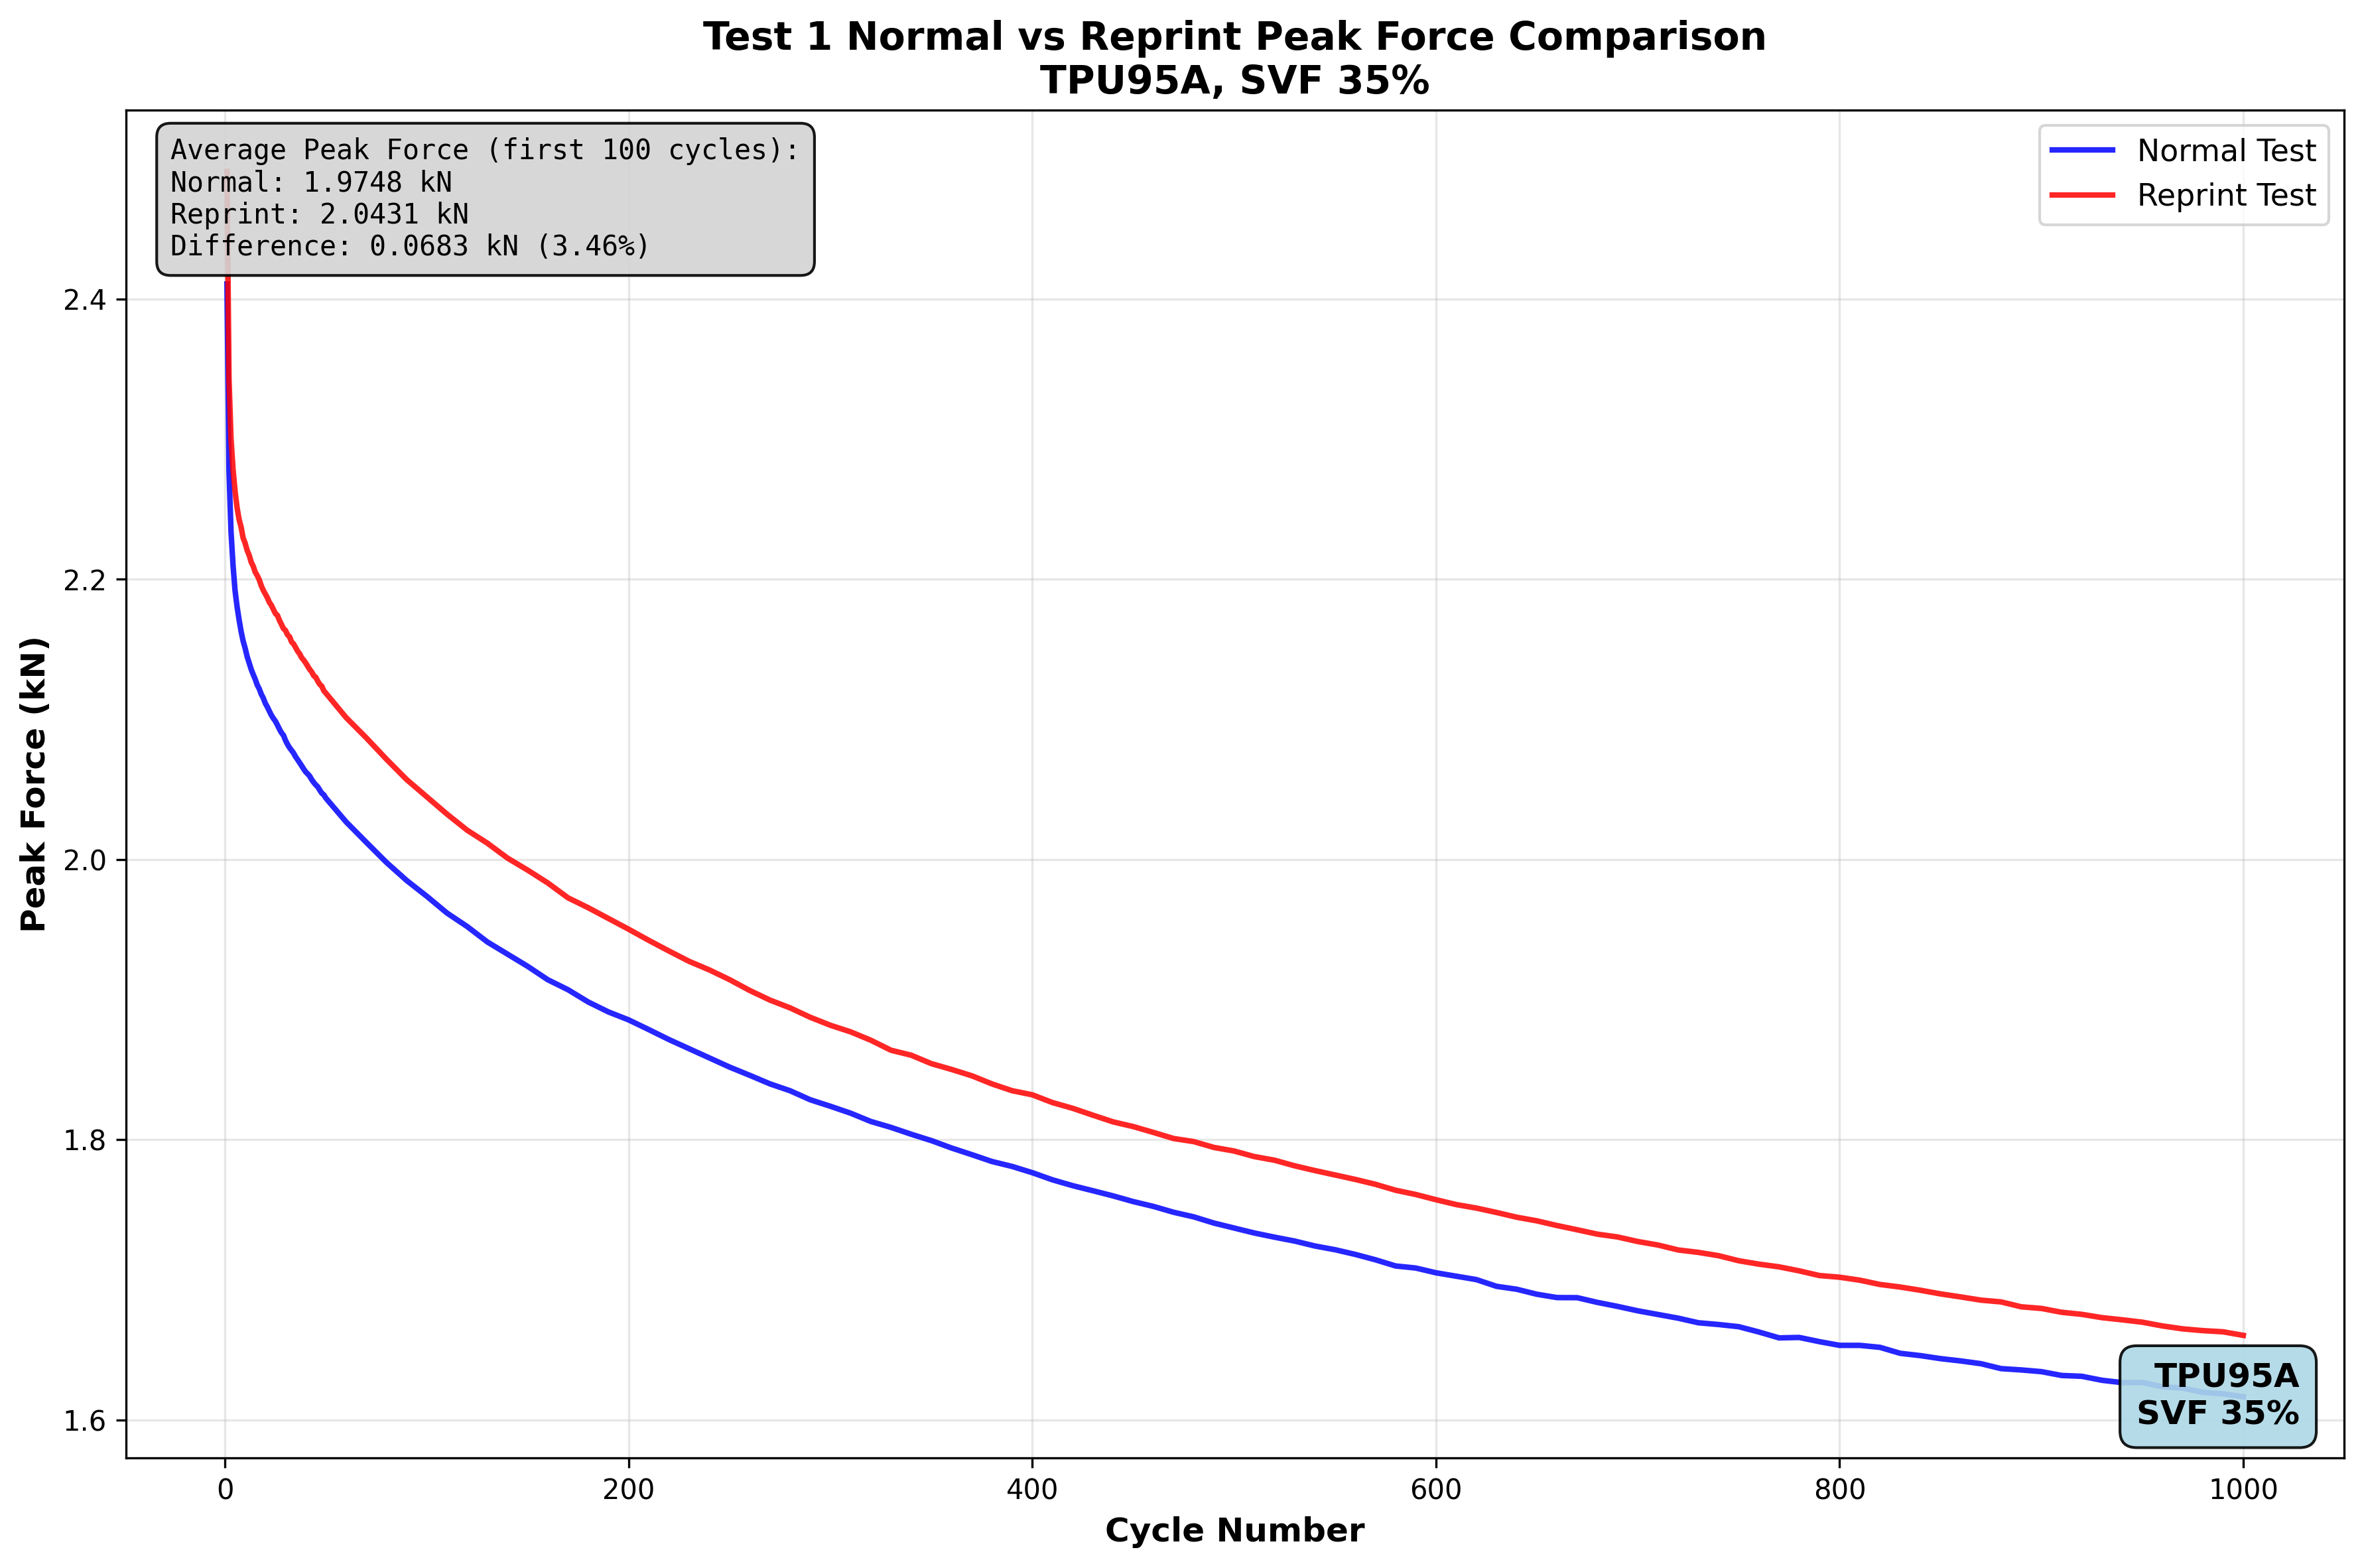 Test 1 Normal vs Reprint Peak Force Comparison
TPU95A, SVF 35%
Average Peak Force (first 100 cycles):
Normal: 1.9748 kN
Reprint: 2.0431 kN
Difference: 0.0683 kN (3.46%)
Normal Test
Reprint Test
2.4
2.2
2.0
1.8
1.6
Peak Force (kN)
TPU95A
SVF 35%
0
200
400
600
800
1000
Cycle Number